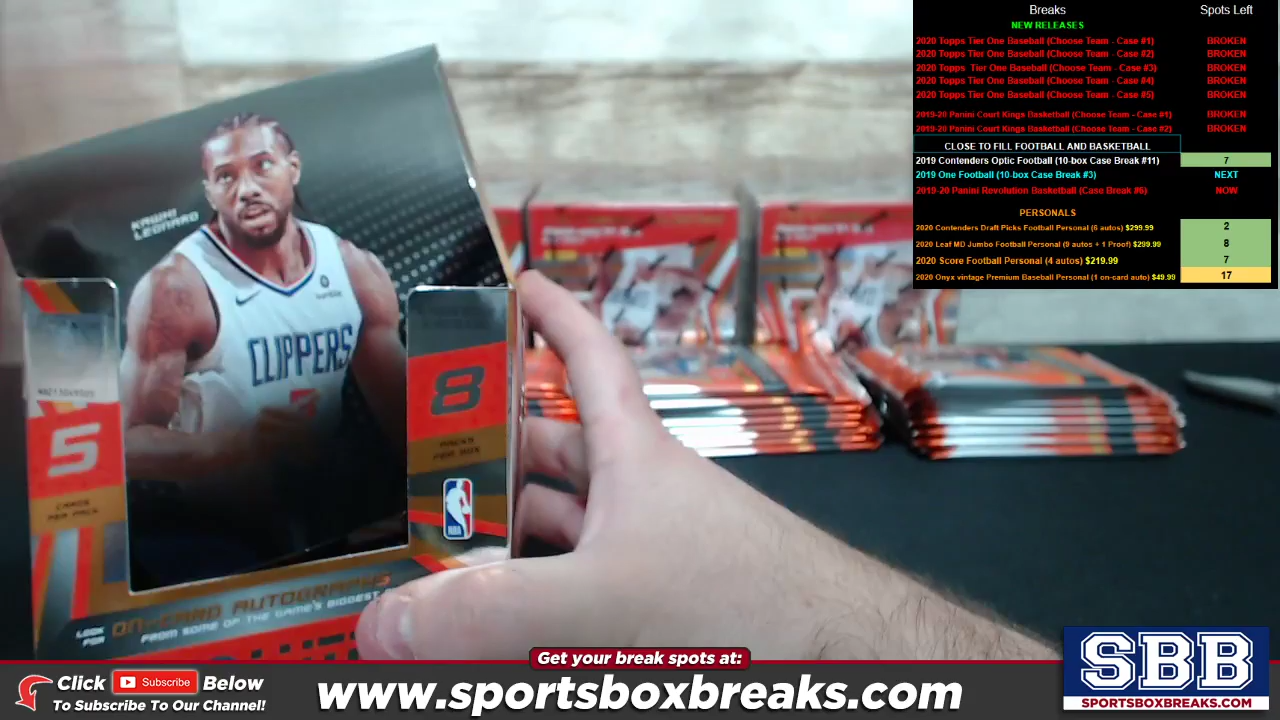 Breaks Spots Left
NEW RELEASES
2020 Topps Tier One Baseball (Choose Team - Case #1) BROKEN
2020 Topps Tier One Baseball (Choose Team - Case #2) BROKEN
2020 Topps Tier One Baseball (Choose Team - Case #3) BROKEN
2020 Topps Tier One Baseball (Choose Team - Case #4) BROKEN
2020 Topps Tier One Baseball (Choose Team - Case #5) BROKEN
2019-20 Panini Court Kings Basketball (Choose Team - Case #1) BROKEN
2019-20 Panini Court Kings Basketball (Choose Team - Case #2) BROKEN
CLOSE TO FILL FOOTBALL AND BASKETBALL
2019 Contenders Optic Football (10-box Case Break #11) 7
2019 One Football (10-box Case Break #3) NEXT
2019-20 Panini Revolution Basketball (Case Break #6) NOW
PERSONALS
2020 Contenders Draft Picks Football Personal (6 autos) $299.99 2
2020 Leaf MD Jumbo Football Personal (9 autos + 1 Proof) $299.99 8
2020 Score Football Personal (4 autos) $219.99 7
2020 Onyx vintage Premium Baseball Personal (1 on-card auto) $49.99 17
KAWHI
LEONARD
CLIPPERS
5
CARDS
PER PACK
8
PACKS
PER BOX
NBA
LOOK
FOR
ON-CARD AUTOGRAPHS
FROM SOME OF THE GAME'S BIGGEST
Get your break spots at:
Click Subscribe Below
To Subscribe To Our Channel!
www.sportsboxbreaks.com
SBB
SPORTSBOXBREAKS.COM